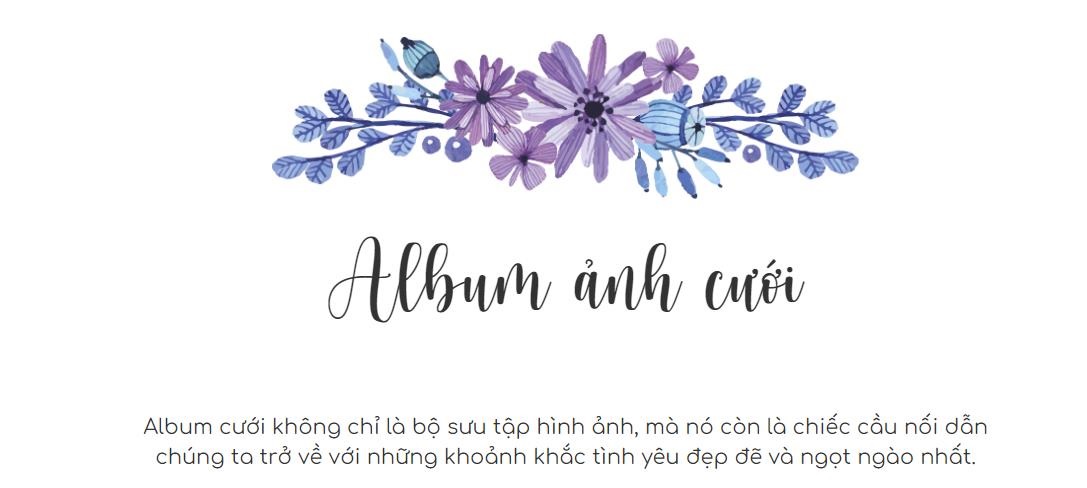 Album ảnh cưới
Album cưới không chỉ là bộ sưu tập hình ảnh, mà nó còn là chiếc cầu nối dẫn
chúng ta trở về với những khoảnh khắc tình yêu đẹp đẽ và ngọt ngào nhất.